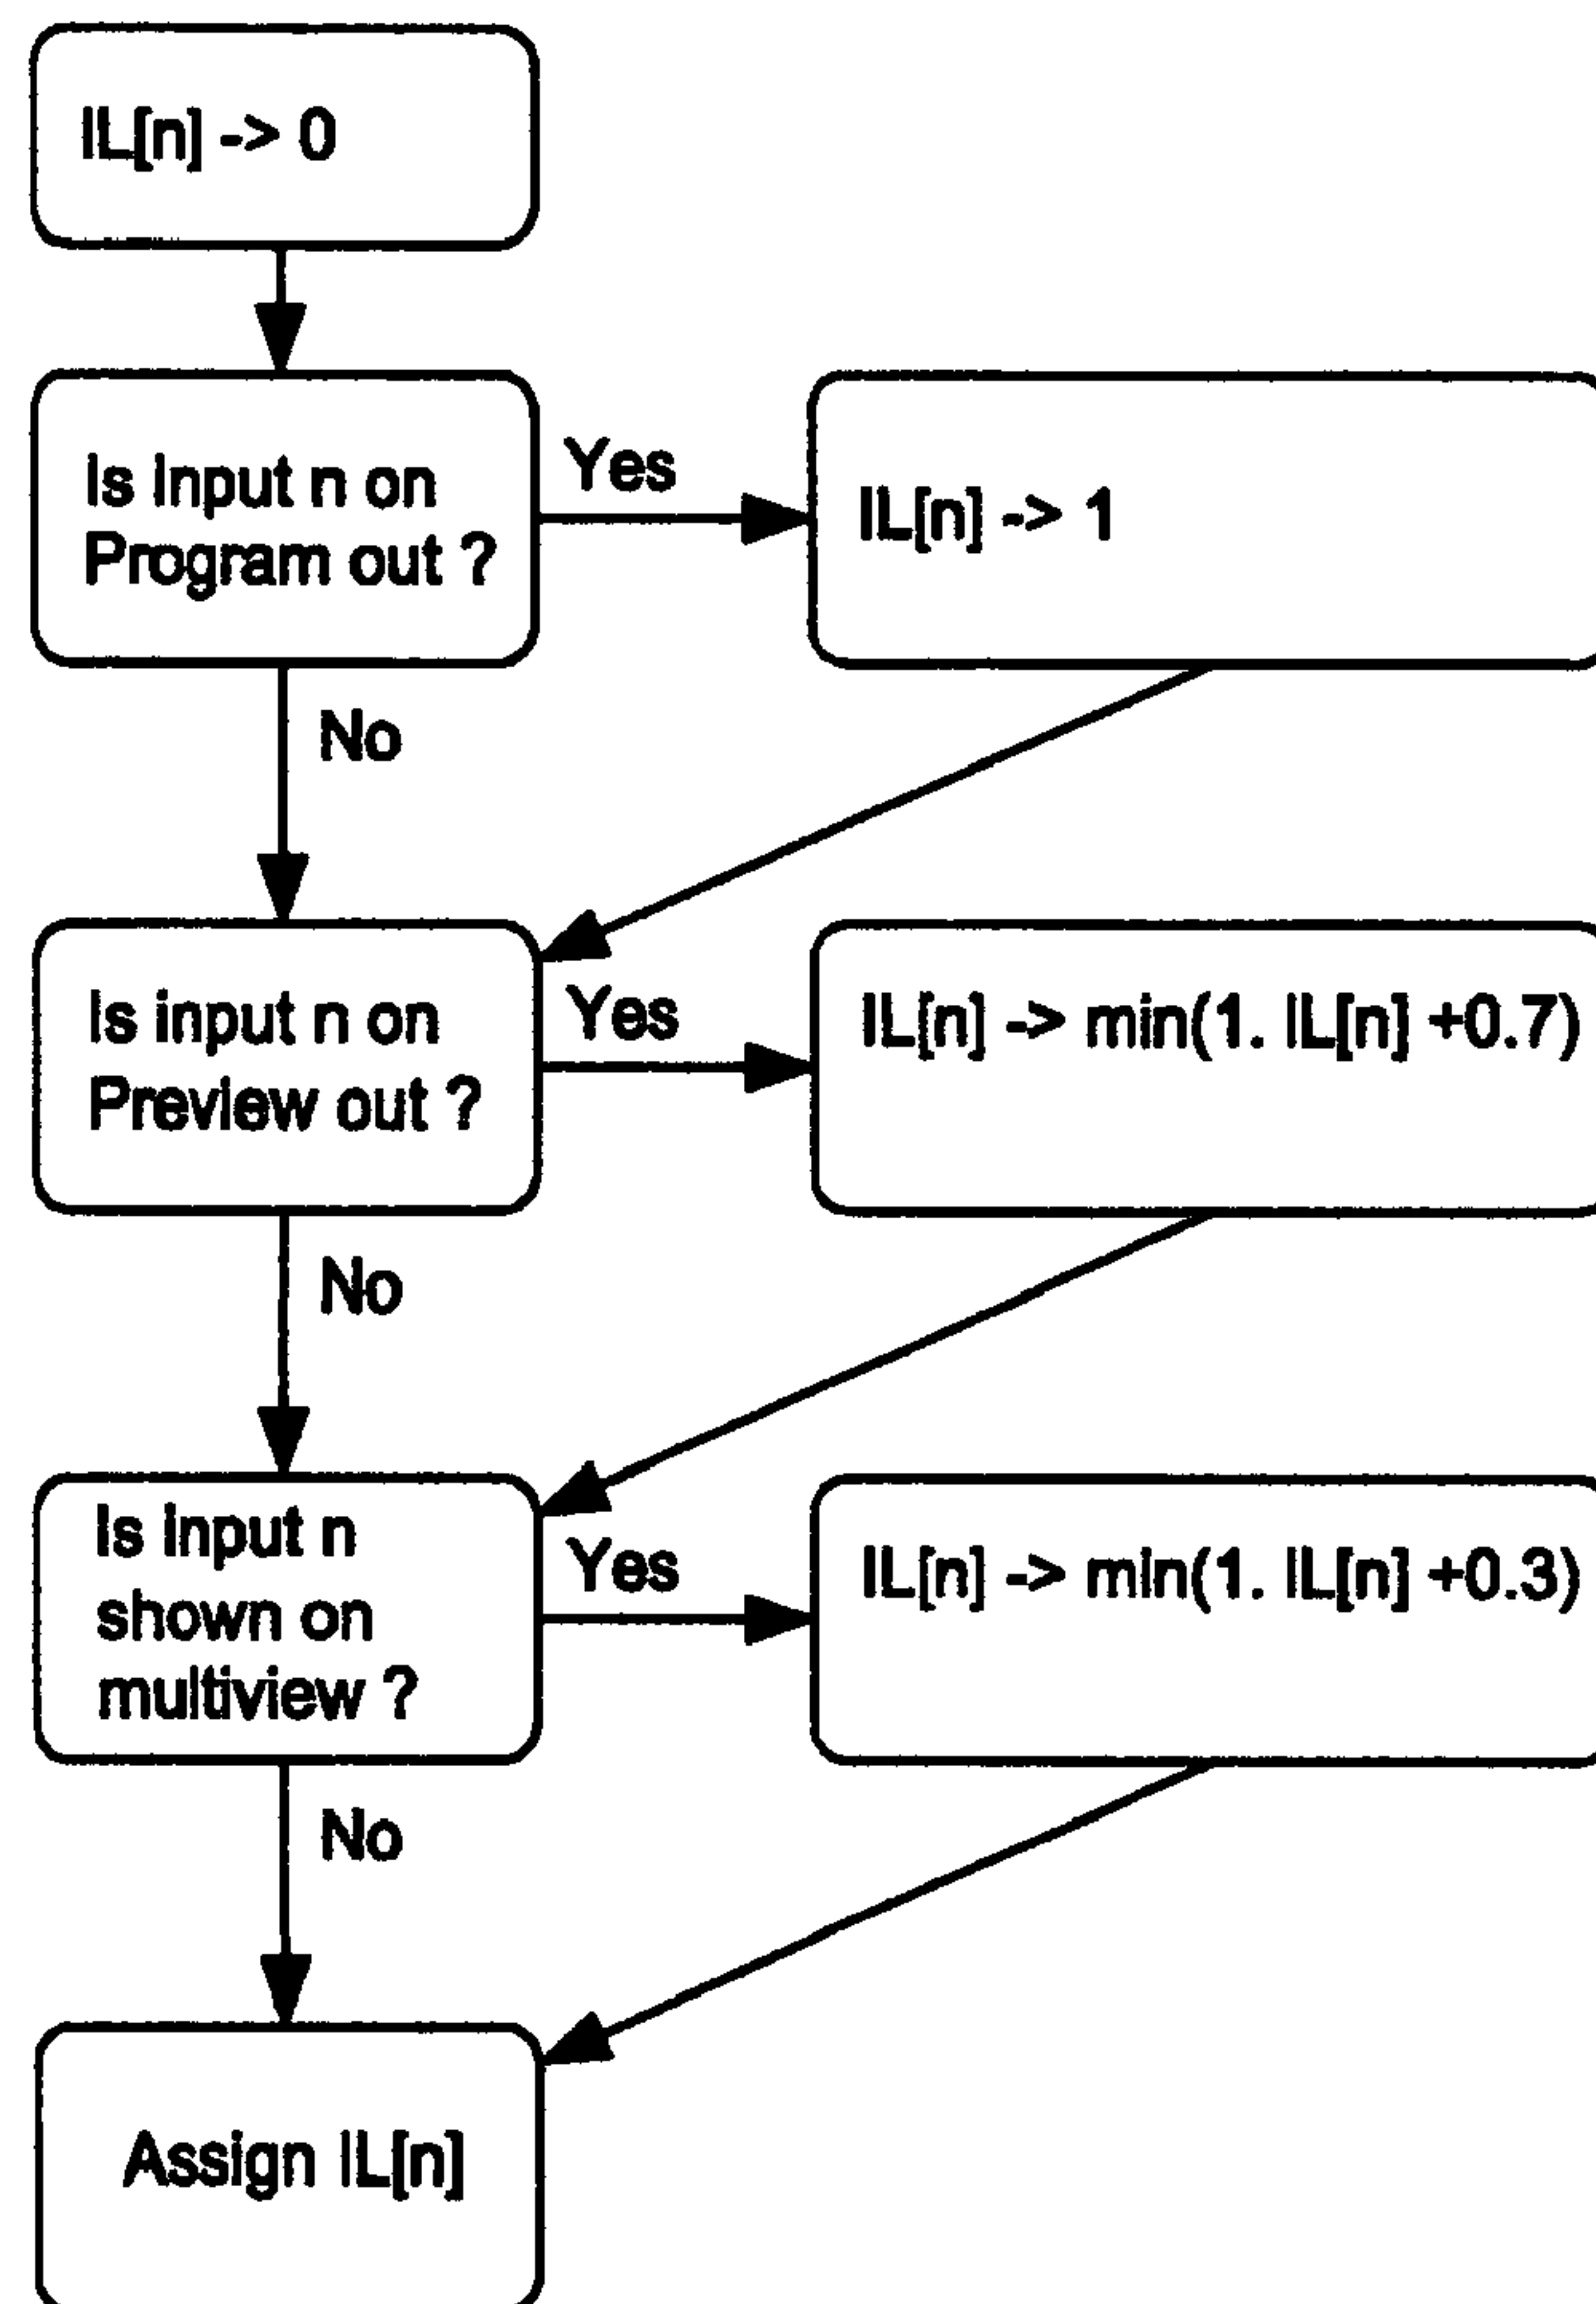 IL[n] -> 0
Is input n on
Program out ?
Yes
IL[n] -> 1
No
Is input n on
Preview out ?
Yes
IL[n] -> min(1. IL[n] +0.7)
No
Is input n
shown on
multiview ?
Yes
IL[n] -> min(1. IL[n] +0.3)
No
Assign IL[n]